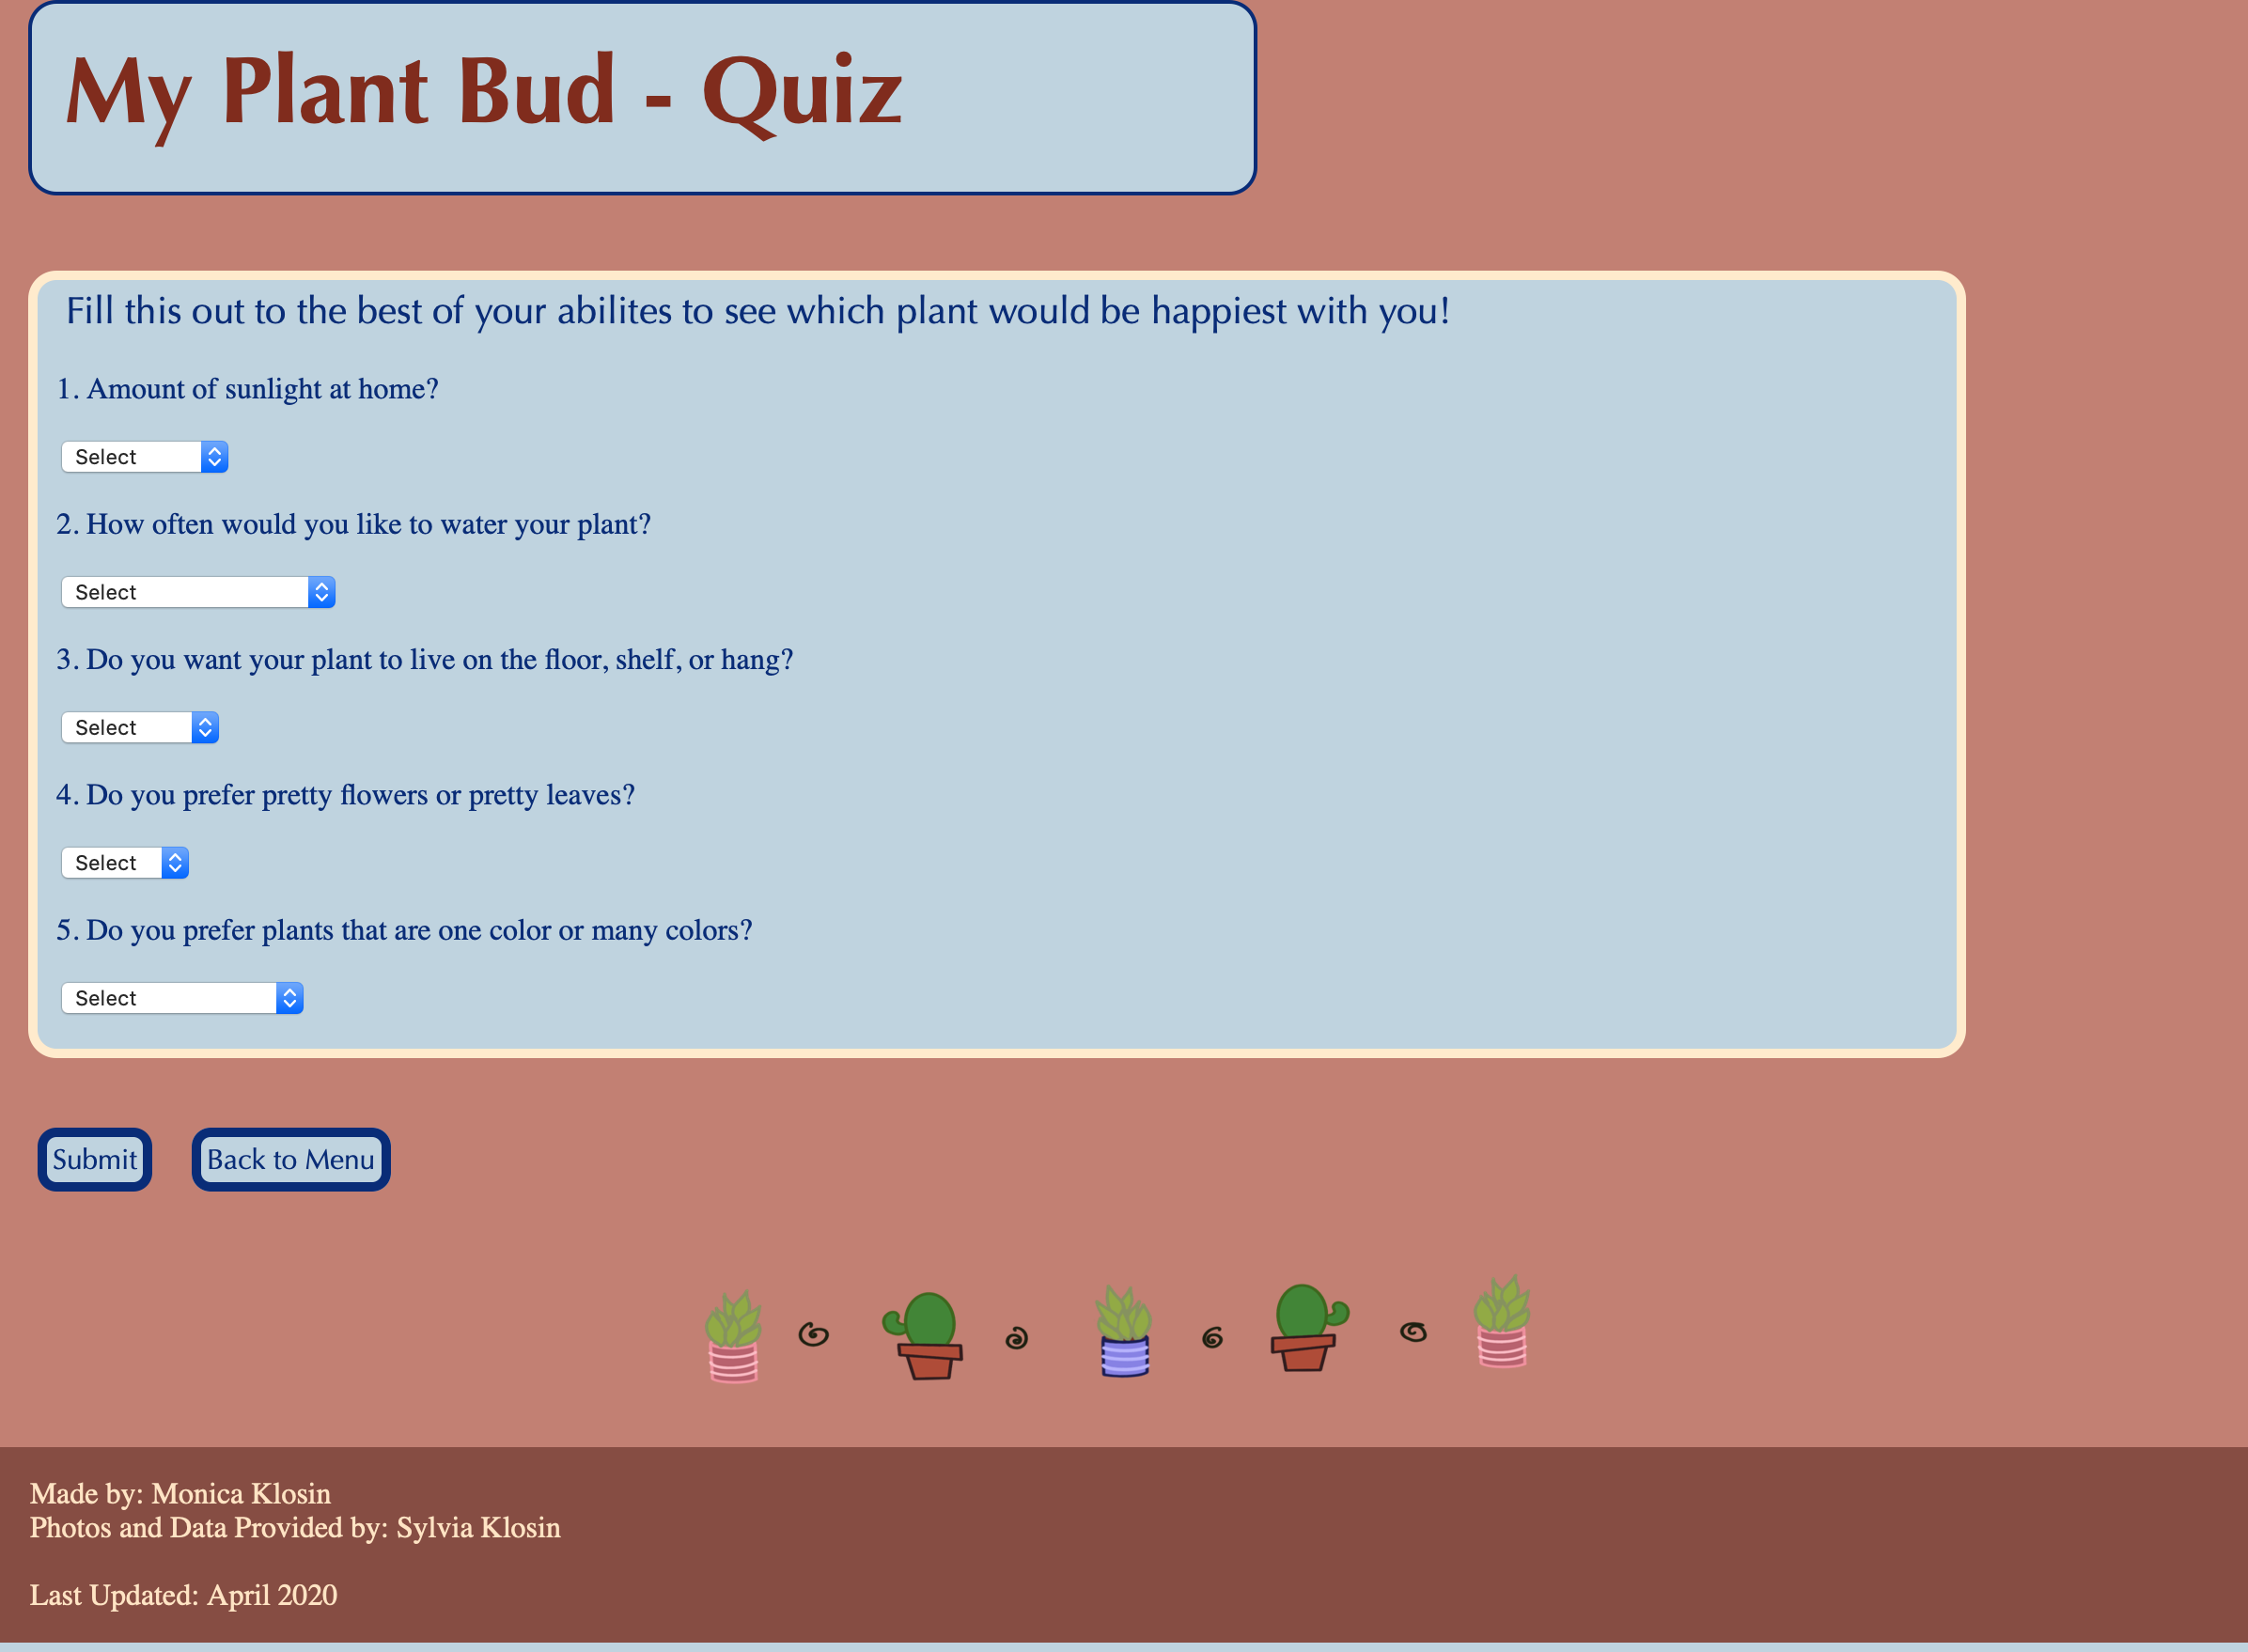 My Plant Bud - Quiz
Fill this out to the best of your abilites to see which plant would be happiest with you!
1. Amount of sunlight at home?
Select
2. How often would you like to water your plant?
Select
3. Do you want your plant to live on the floor, shelf, or hang?
Select
4. Do you prefer pretty flowers or pretty leaves?
Select
5. Do you prefer plants that are one color or many colors?
Select
Submit Back to Menu
Made by: Monica Klosin
Photos and Data Provided by: Sylvia Klosin
Last Updated: April 2020